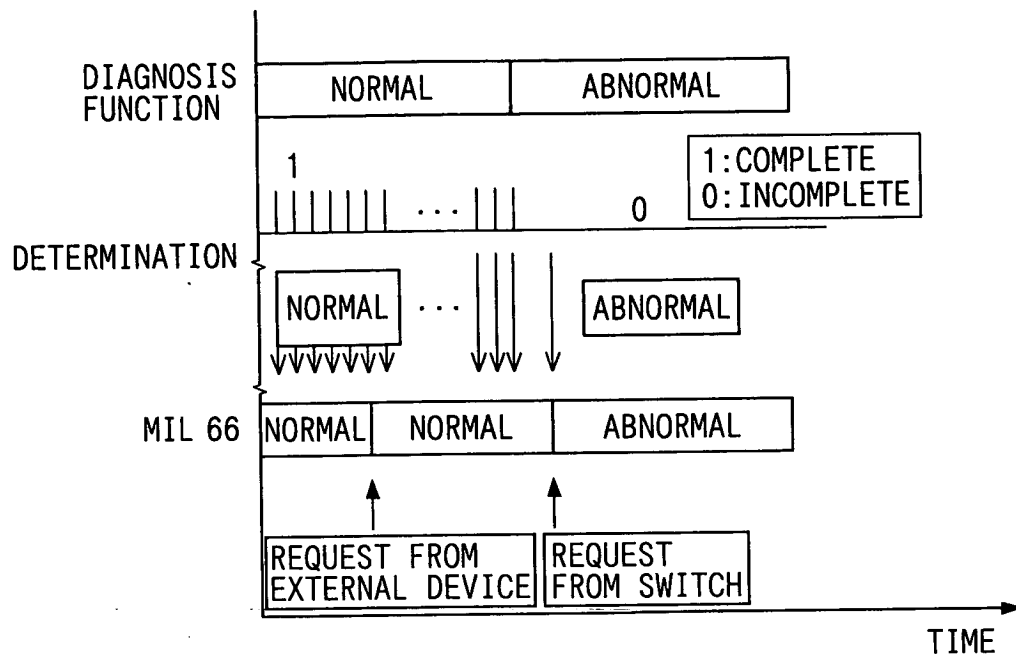 DIAGNOSIS
FUNCTION
NORMAL
ABNORMAL
1
1:COMPLETE
0:INCOMPLETE
...
0
DETERMINATION
NORMAL
...
ABNORMAL
MIL 66
NORMAL
NORMAL
ABNORMAL
REQUEST FROM
EXTERNAL DEVICE
REQUEST
FROM SWITCH
TIME